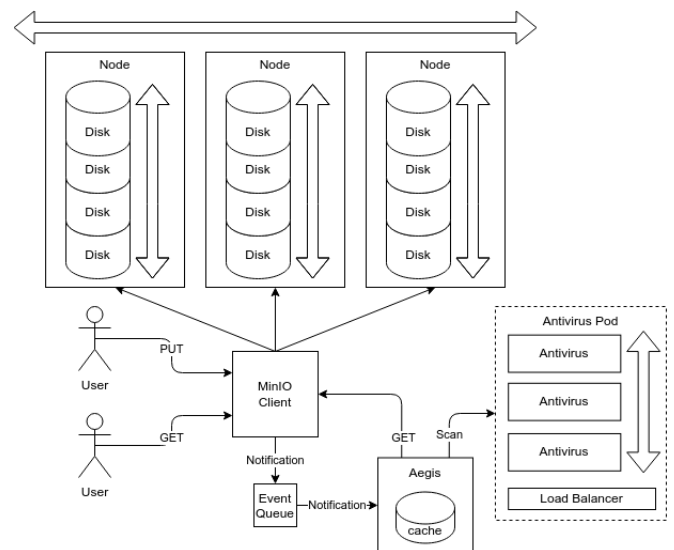 Node
Node
Node
Disk
Disk
Disk
Disk
Disk
Disk
Disk
Disk
Disk
Disk
Disk
Disk
User
PUT
User
GET
MinIO
Client
Notification
Event
Queue
Notification
GET
Scan
Aegis
cache
Antivirus Pod
Antivirus
Antivirus
Antivirus
Load Balancer